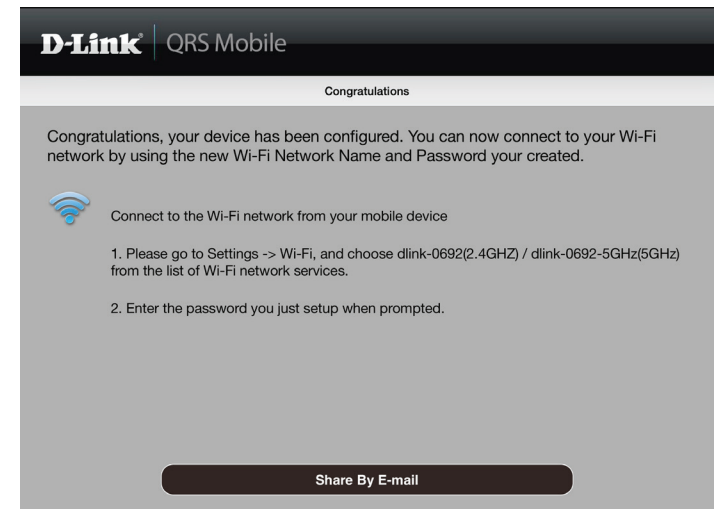 D-Link QRS Mobile
Congratulations
Congratulations, your device has been configured. You can now connect to your Wi-Fi
network by using the new Wi-Fi Network Name and Password your created.
Connect to the Wi-Fi network from your mobile device
1. Please go to Settings -> Wi-Fi, and choose dlink-0692(2.4GHZ) / dlink-0692-5GHz(5GHz)
from the list of Wi-Fi network services.
2. Enter the password you just setup when prompted.
Share By E-mail